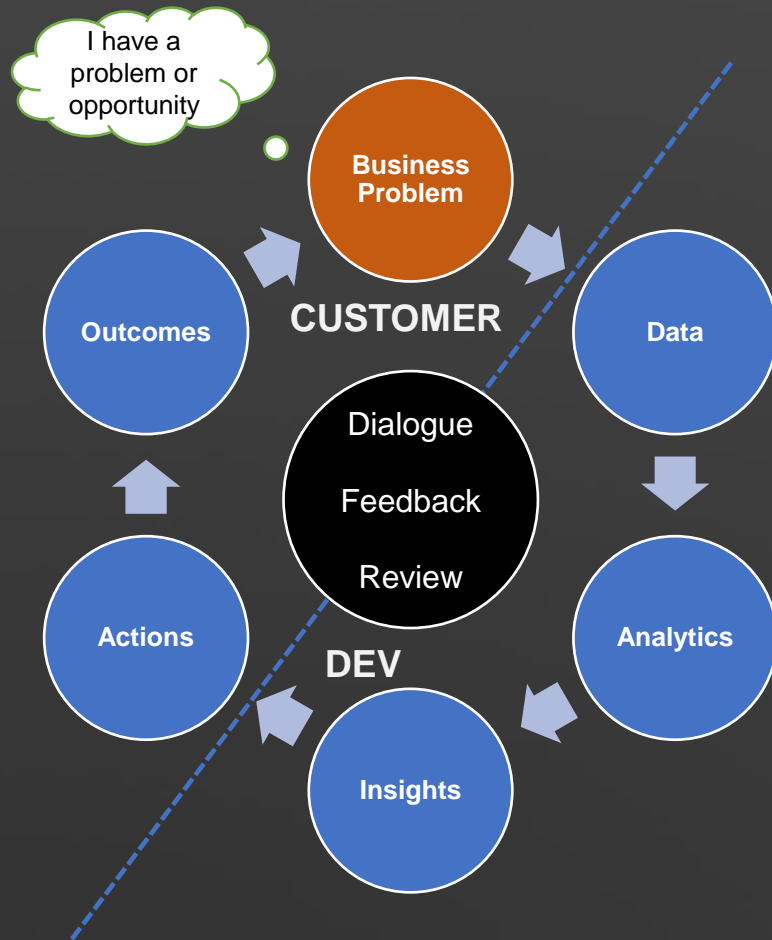 I have a
problem or
opportunity
Business
Problem
Outcomes
CUSTOMER
Data
Dialogue
Feedback
Review
Actions
Analytics
DEV
Insights